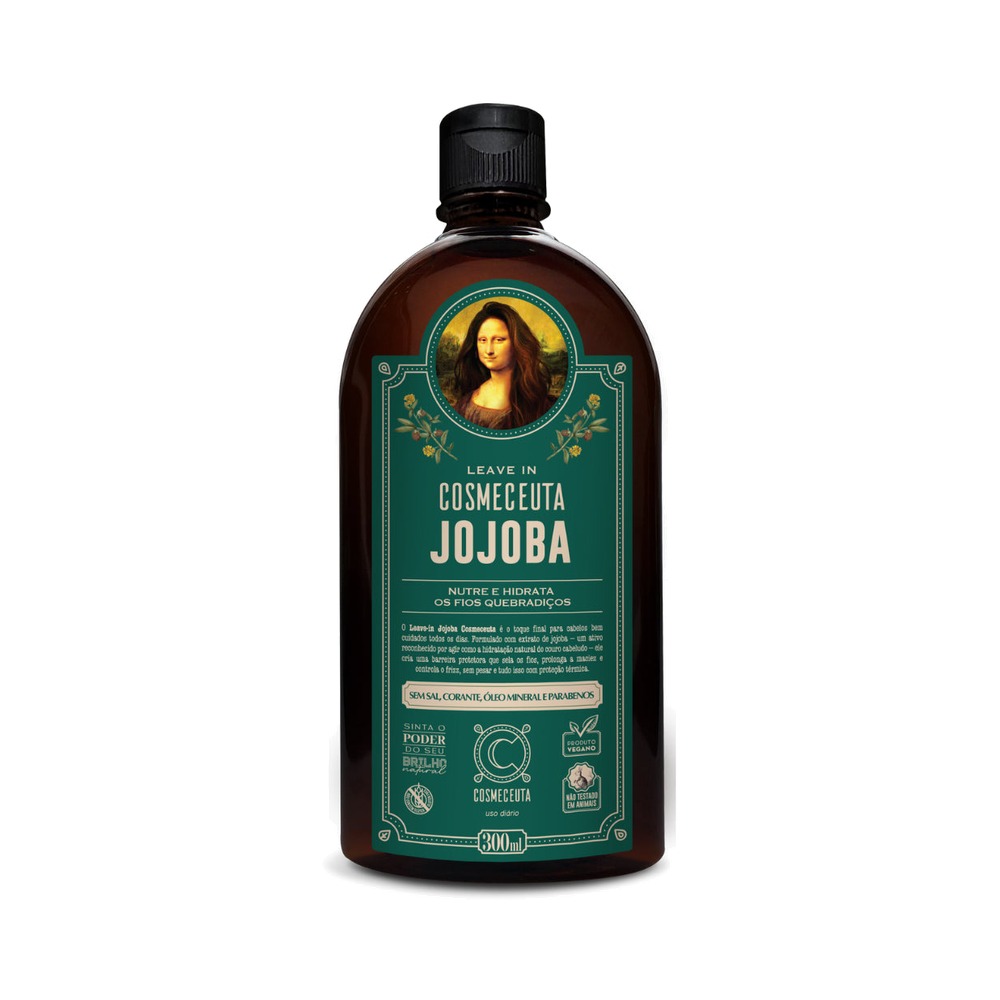 LEAVE IN
COSMECEUTA
JOJOBA
NUTRE E HIDRATA
OS FIOS QUEBRADIÇOS
O Leave-in Jojoba Cosmeceuta é o toque final para cabelos bem
cuidados todos os dias. Formulado com extrato de jojoba — um ativo
reconhecido por agir como a hidratação natural do couro cabeludo — ele
cria uma barreira protetora que sela os fios, prolonga a maciez e
controla o frizz, sem pesar e tudo isso com proteção térmica.
SEM SAL, CORANTE, ÓLEO MINERAL E PARABENOS
SINTA O
PODER
DO SEU
BRILHO
natural
C
COSMECEUTA
uso diário
PRODUTO
VEGANO
NÃO TESTADO
EM ANIMAIS
300ml